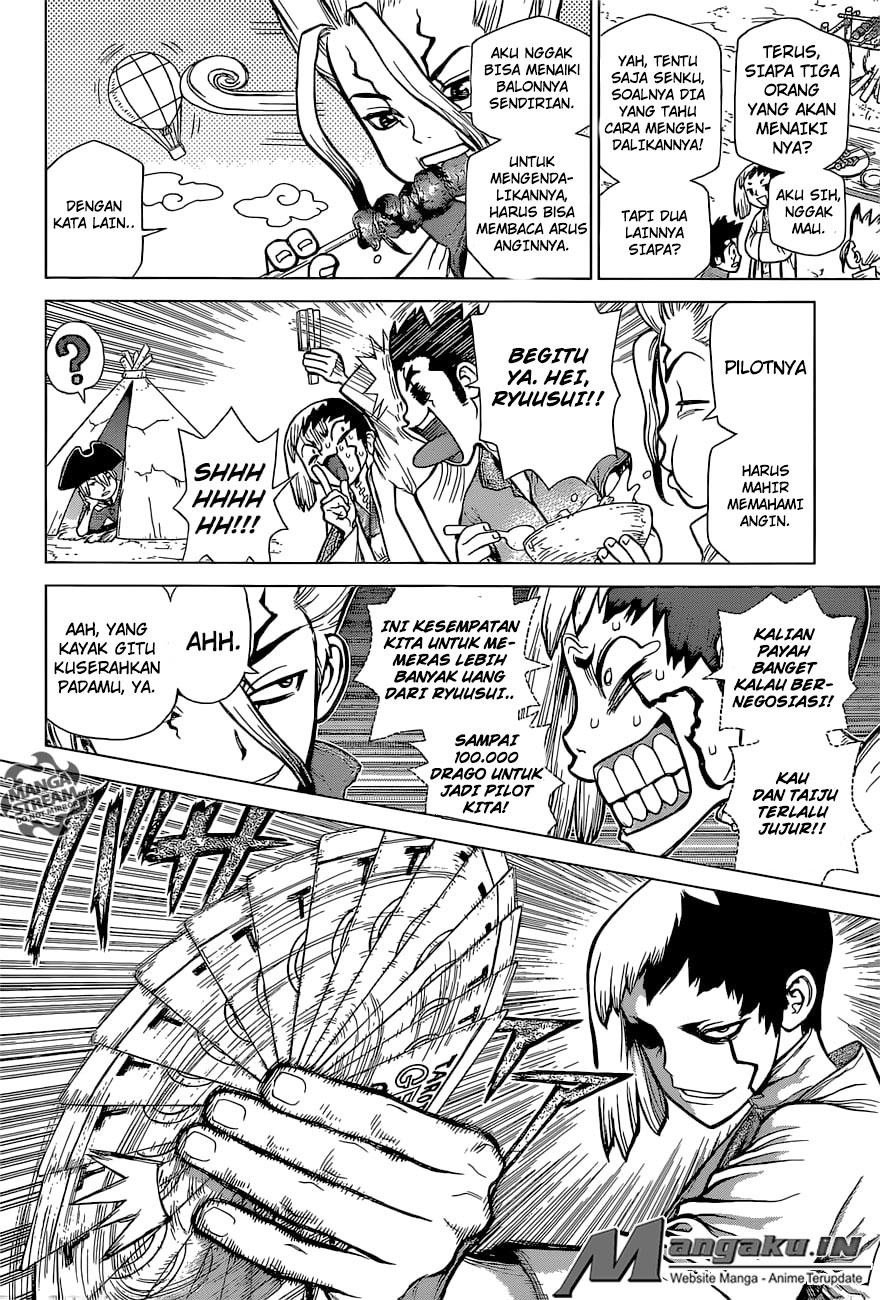 TERUS,
SIAPA TIGA
ORANG
YANG AKAN
MENAIKI
NYA?
AKU SIH,
NGGAK
MAU.
YAH, TENTU
SAJA SENKU,
SOALNYA DIA
YANG TAHU
CARA MENGEN-
DALIKANNYA!
TAPI DUA
LAINNYA
SIAPA?
AKU NGGAK
BISA MENAIKI
BALONNYA
SENDIRIAN.
UNTUK
MENGENDA-
LIKANNYA,
HARUS BISA
MEMBACA ARUS
ANGINNYA.
DENGAN
KATA LAIN..
PILOTNYA
HARUS
MAHIR
MEMAHAMI
ANGIN.
BEGITU
YA. HEI,
RYUUSUI!!
SHHH
HHHH
HH!!!
?
KALIAN
PAYAH
BANGET
KALAU BER-
NEGOSIASI!
KAU
DAN TAIJU
TERLALU
JUJUR!!
INI KESEMPATAN
KITA UNTUK ME-
MERAS LEBIH
BANYAK UANG
DARI RYUUSUI..
SAMPAI
100.000
DRAGO UNTUK
JADI PILOT
KITA!
AHH.
AAH, YANG
KAYAK GITU
KUSERAHKAN
PADAMU, YA.
MANGA
STREAM
DO NOT MIRROR
TARO
Mangaku.in
Website Manga - Anime Terupdate